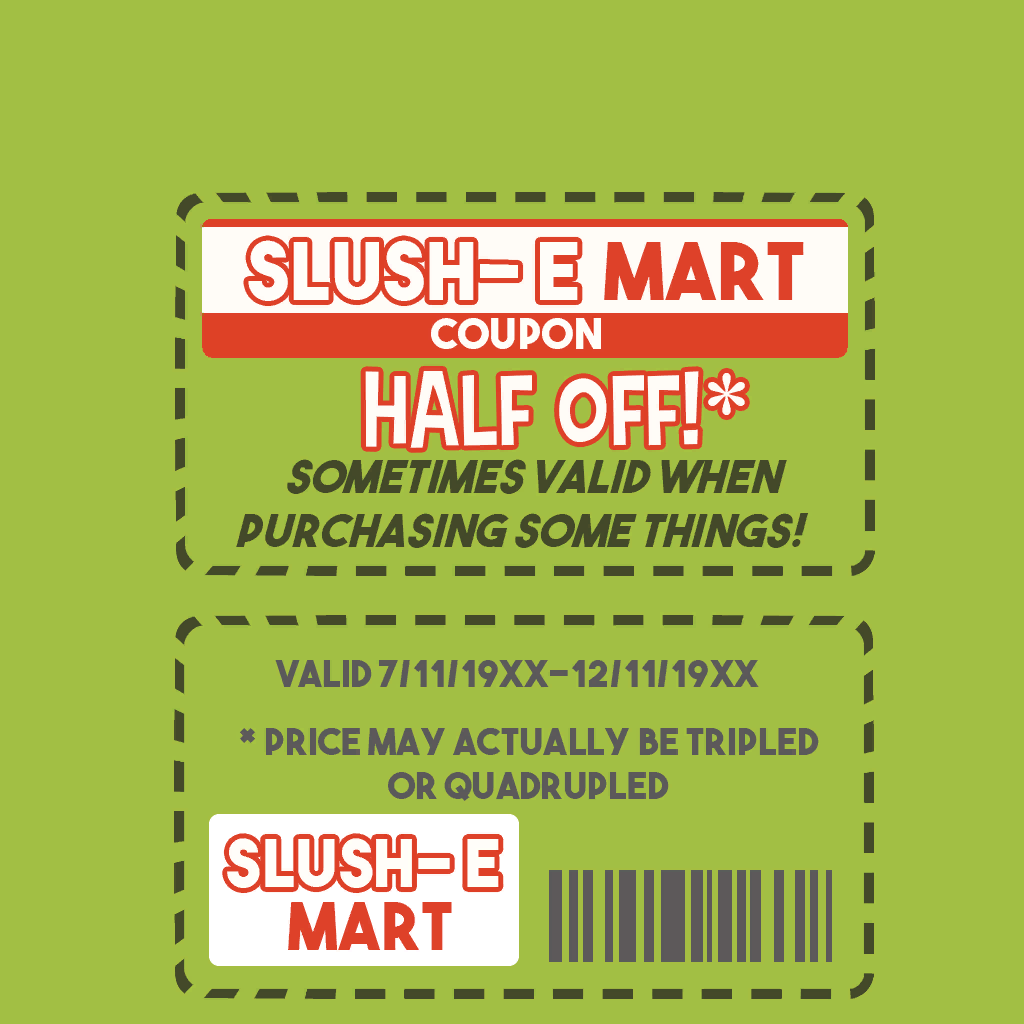 SLUSH-E MART
COUPON
HALF OFF!*
SOMETIMES VALID WHEN
PURCHASING SOME THINGS!
VALID 7/11/19XX-12/11/19XX
* PRICE MAY ACTUALLY BE TRIPLED
OR QUADRUPLED
SLUSH-E
MART